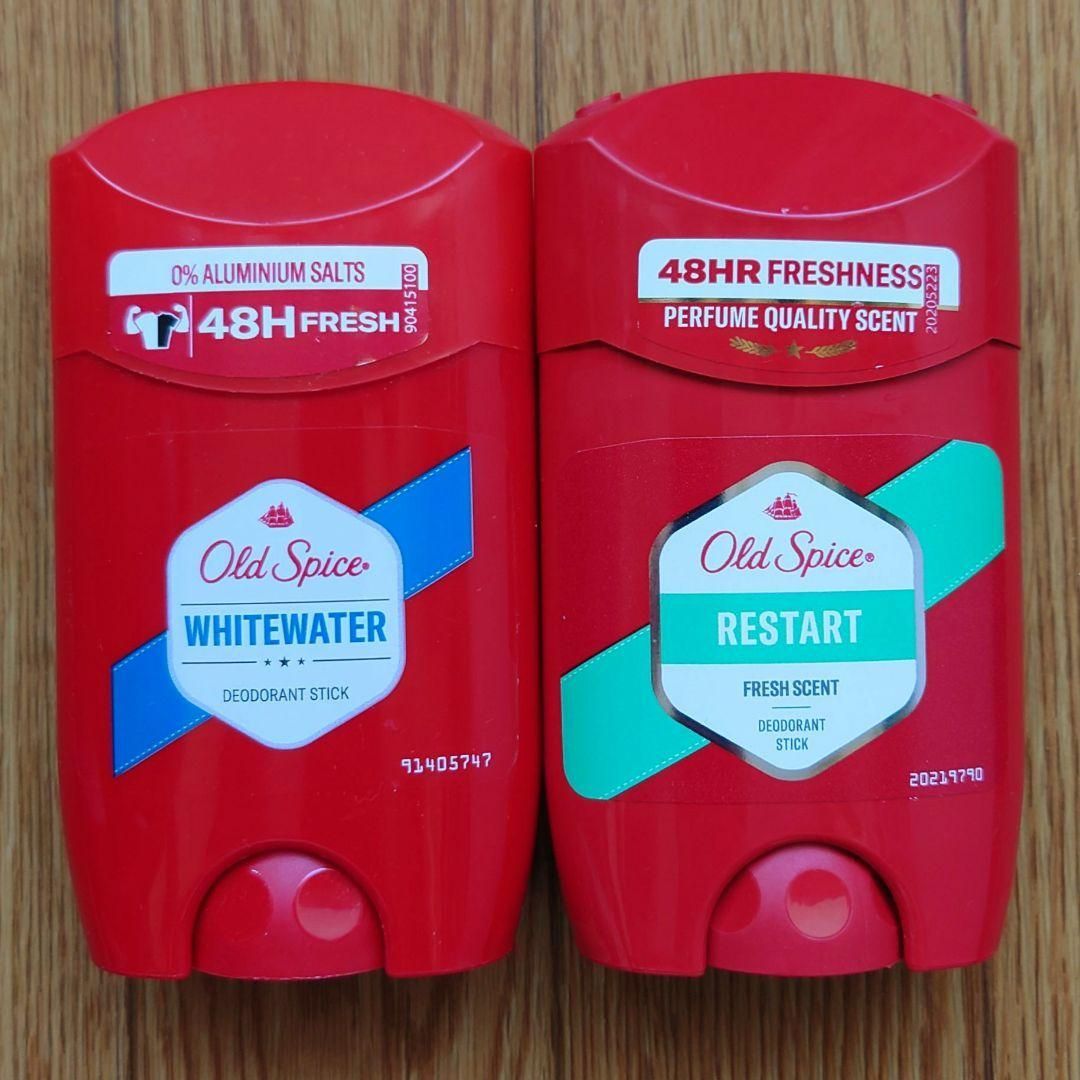 0% ALUMINIUM SALTS
48H FRESH
90415100
Old Spice®
WHITEWATER
DEODORANT STICK
91405747
48HR FRESHNESS
PERFUME QUALITY SCENT
20205223
Old Spice®
RESTART
FRESH SCENT
DEODORANT
STICK
20219790